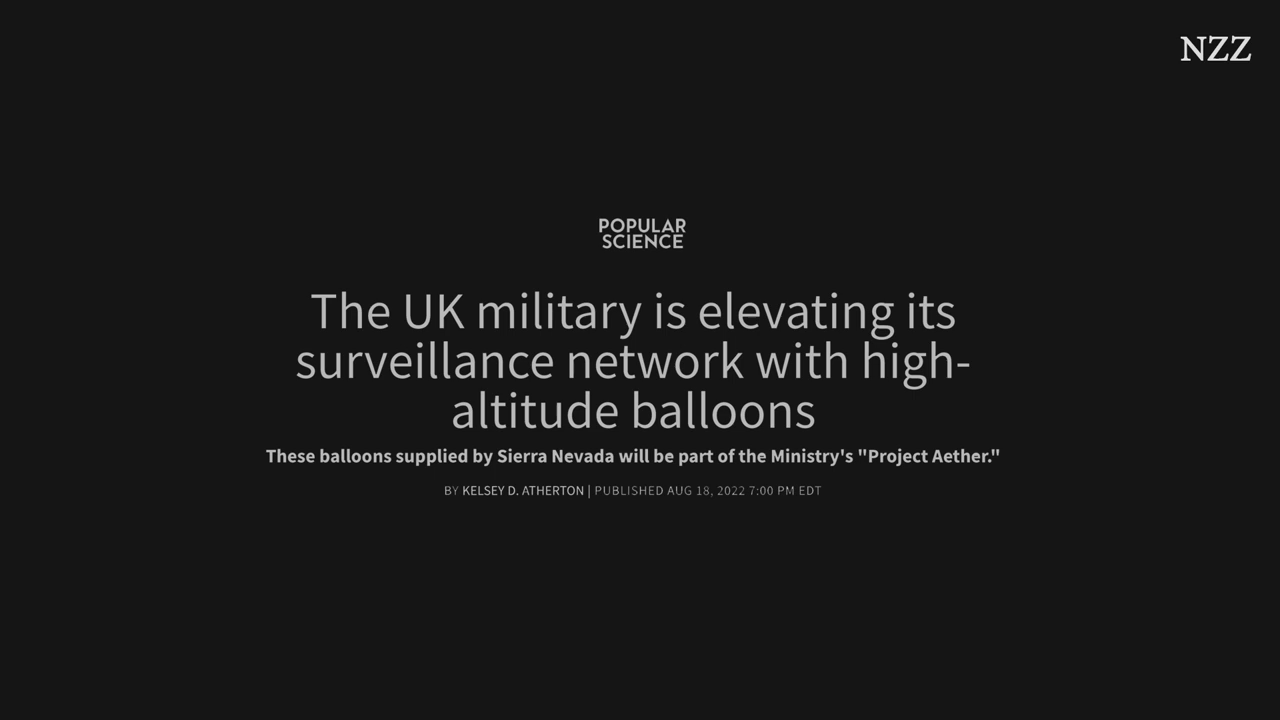 NZZ
POPULAR
SCIENCE
The UK military is elevating its
surveillance network with high-
altitude balloons
These balloons supplied by Sierra Nevada will be part of the Ministry's "Project Aether."
BY KELSEY D. ATHERTON | PUBLISHED AUG 18, 2022 7:00 PM EDT